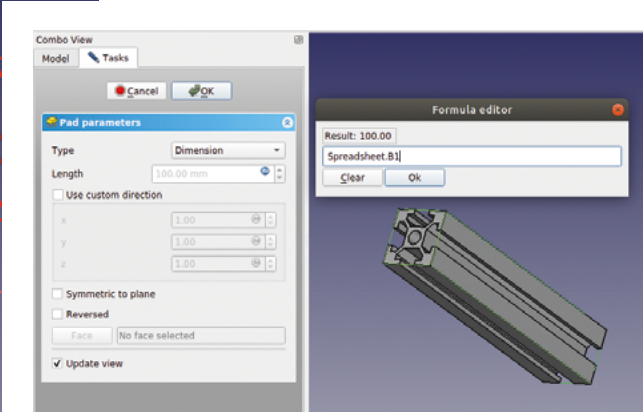 Combo View
Model Tasks
Cancel OK
Pad parameters
Type Dimension
Length 100.00 mm
Use custom direction
x 1.00
y 1.00
z 1.00
Symmetric to plane
Reversed
Face No face selected
Update view
Formula editor
Result: 100.00
Spreadsheet.B1
Clear Ok